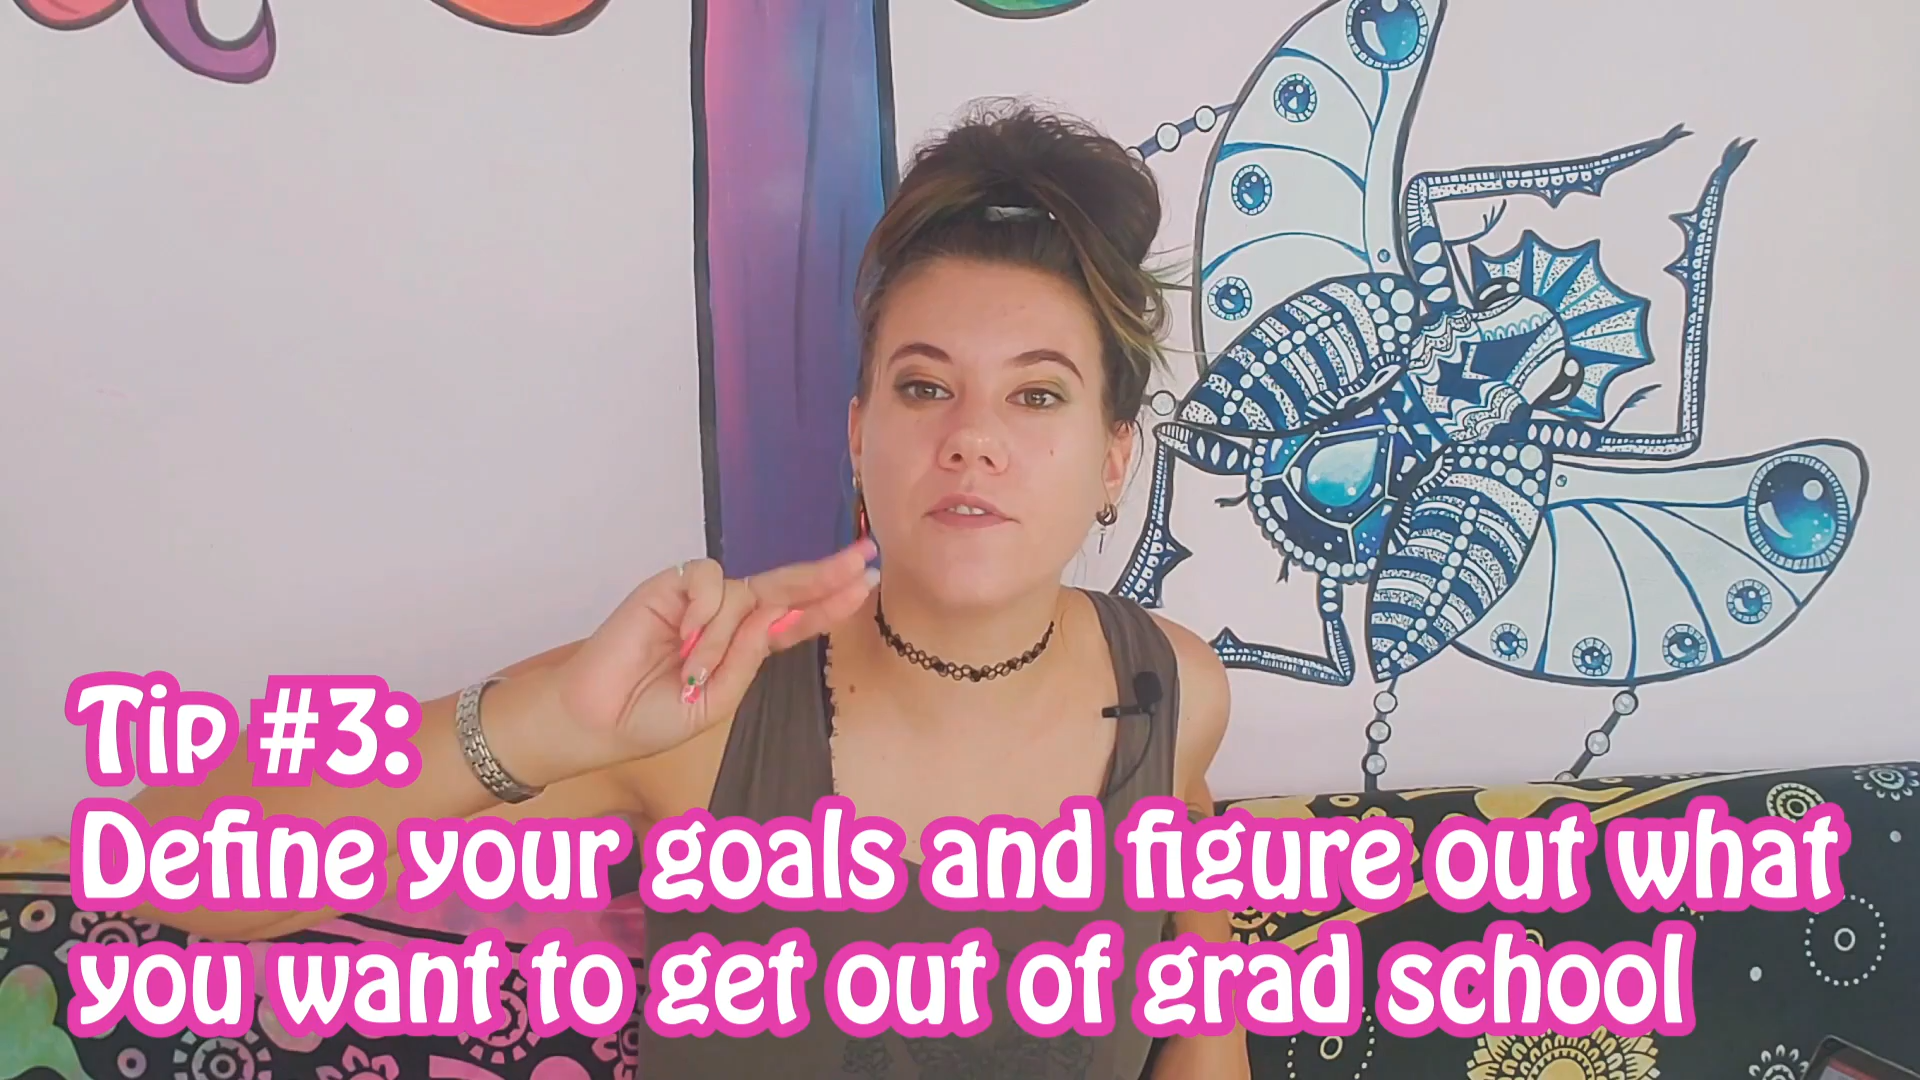 Tip #3:
Define your goals and figure out what
you want to get out of grad school